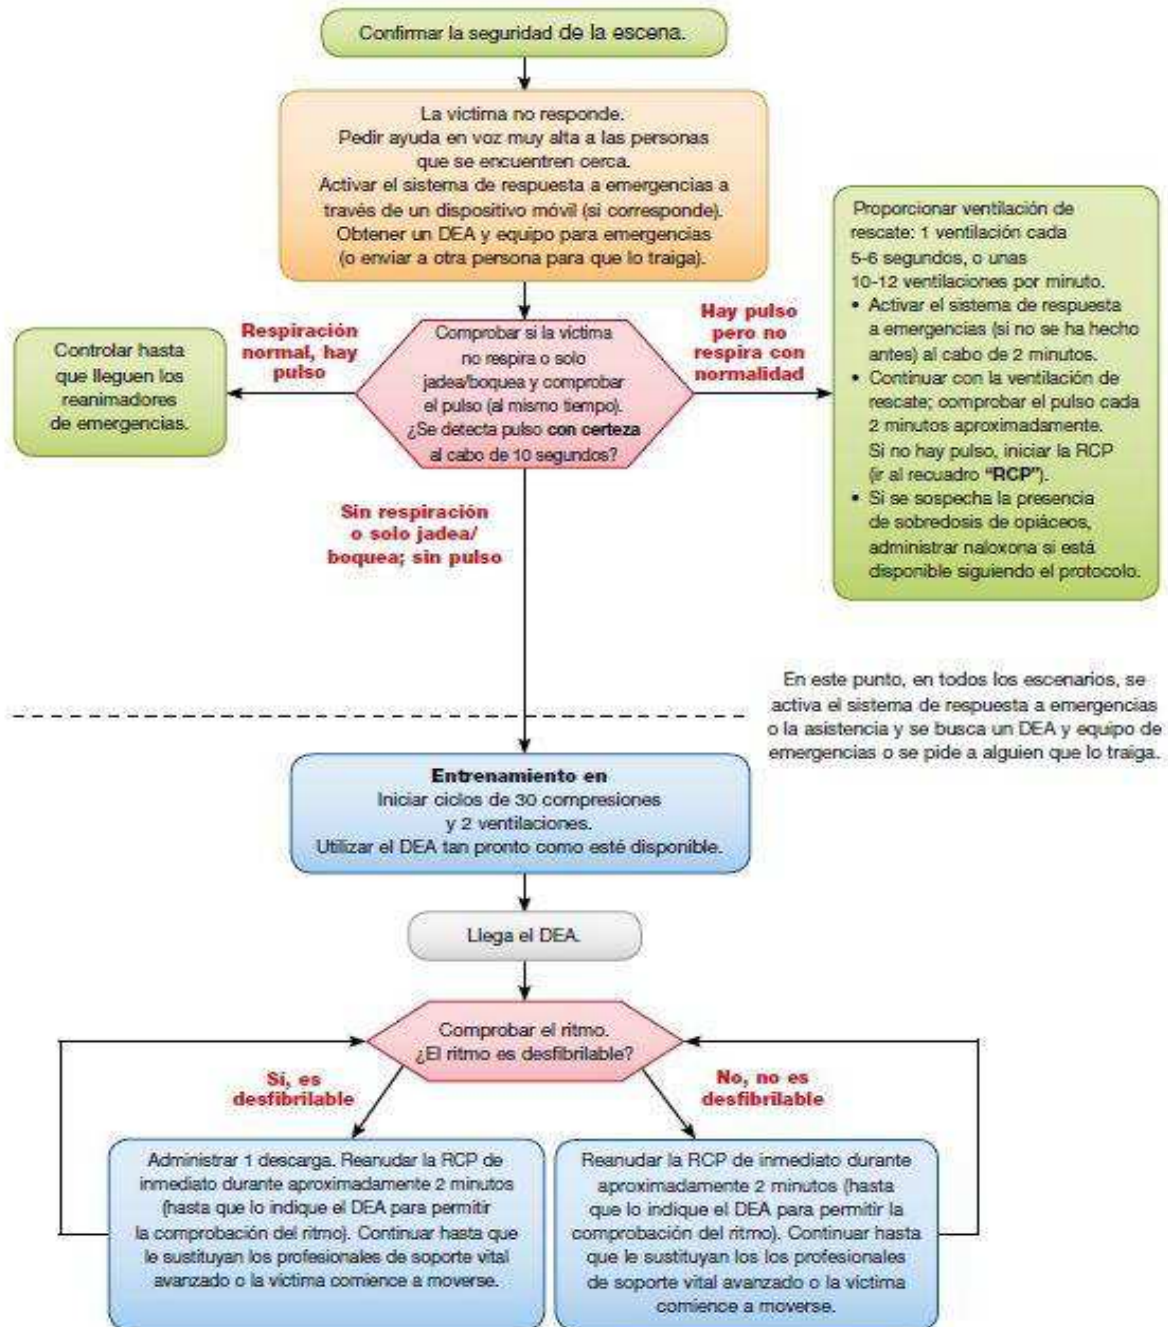 Confirmar la seguridad de la escena.
La víctima no responde.
Pedir ayuda en voz muy alta a las personas
que se encuentren cerca.
Activar el sistema de respuesta a emergencias a
través de un dispositivo móvil (si corresponde).
Obtener un DEA y equipo para emergencias
(o enviar a otra persona para que lo traiga).
Respiración
normal, hay
pulso
Controlar hasta
que lleguen los
reanimadores
de emergencias.
Comprobar si la víctima
no respira o solo
jadea/boquea y comprobar
el pulso (al mismo tiempo).
¿Se detecta pulso con certeza
al cabo de 10 segundos?
Hay pulso
pero no
respira con
normalidad
Proporcionar ventilación de
rescate: 1 ventilación cada
5-6 segundos, o unas
10-12 ventilaciones por minuto.
• Activar el sistema de respuesta
a emergencias (si no se ha hecho
antes) al cabo de 2 minutos.
• Continuar con la ventilación de
rescate; comprobar el pulso cada
2 minutos aproximadamente.
Si no hay pulso, iniciar la RCP
(ir al recuadro “RCP”).
• Si se sospecha la presencia
de sobredosis de opiáceos,
administrar naloxona si está
disponible siguiendo el protocolo.
Sin respiración
o solo jadea/
boquea; sin pulso
En este punto, en todos los escenarios, se
activa el sistema de respuesta a emergencias
o la asistencia y se busca un DEA y equipo de
emergencias o se pide a alguien que lo traiga.
Entrenamiento en
Iniciar ciclos de 30 compresiones
y 2 ventilaciones.
Utilizar el DEA tan pronto como esté disponible.
Llega el DEA.
Comprobar el ritmo.
¿El ritmo es desfibrilable?
Sí, es
desfibrilable
No, no es
desfibrilable
Administrar 1 descarga. Reanudar la RCP de
inmediato durante aproximadamente 2 minutos
(hasta que lo indique el DEA para permitir
la comprobación del ritmo). Continuar hasta que
le sustituyan los profesionales de soporte vital
avanzado o la víctima comience a moverse.
Reanudar la RCP de inmediato durante
aproximadamente 2 minutos (hasta
que lo indique el DEA para permitir la
comprobación del ritmo). Continuar hasta
que le sustituyan los los profesionales
de soporte vital avanzado o la víctima
comience a moverse.